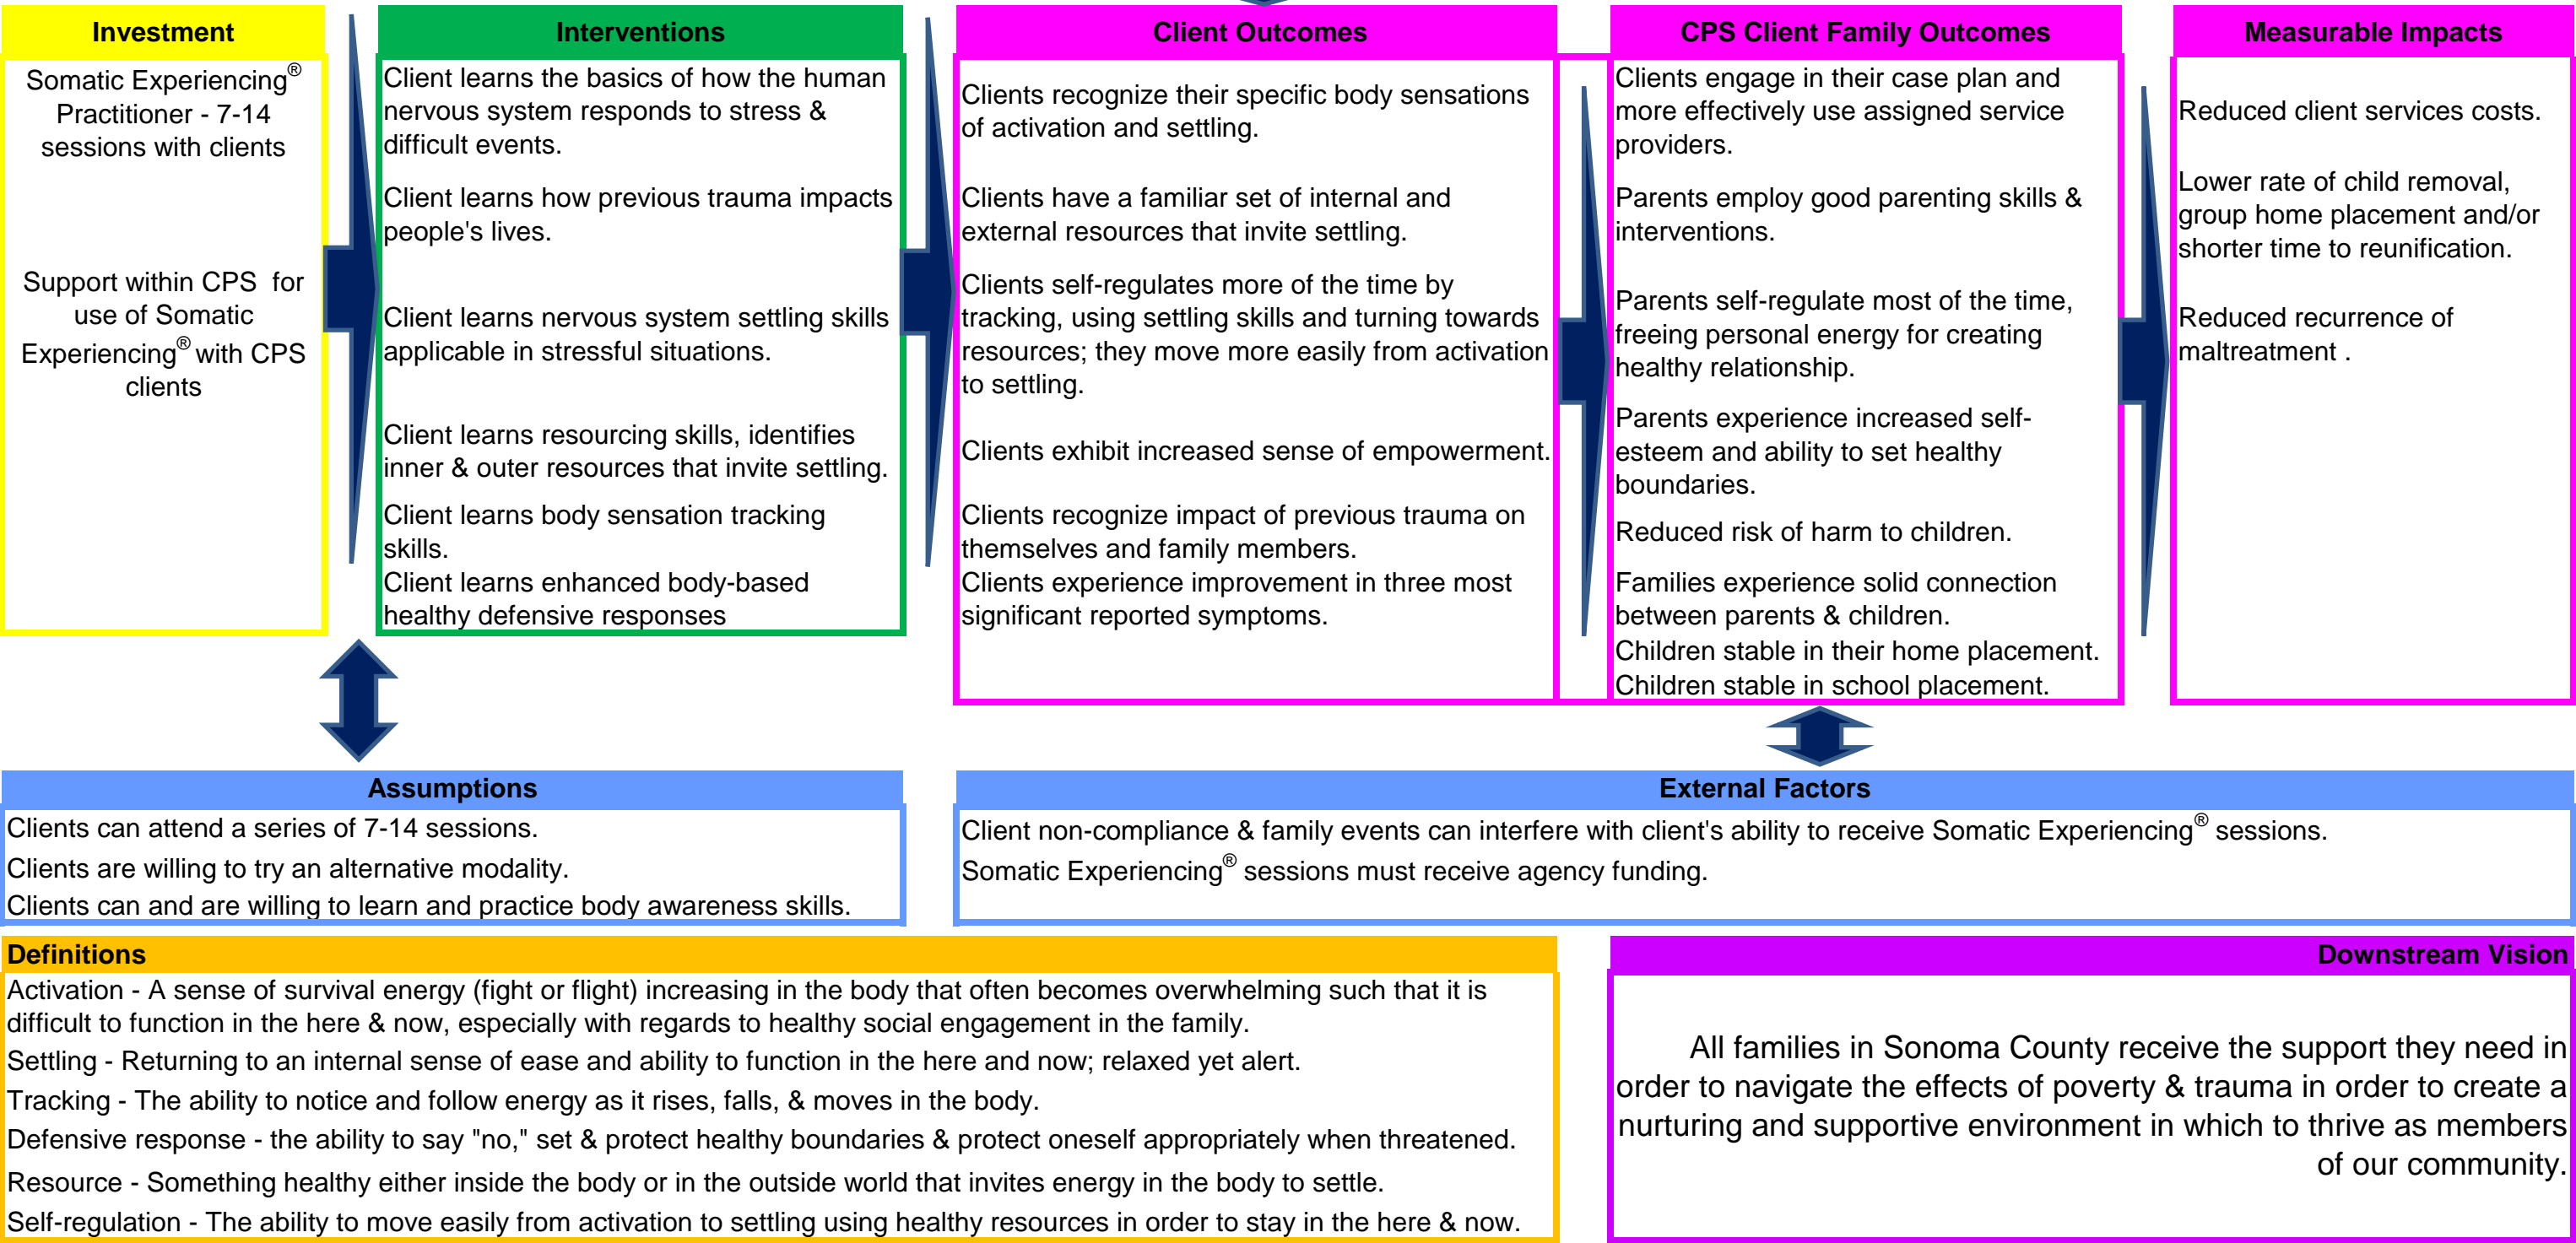 Investment
Somatic Experiencing®
Practitioner - 7-14
sessions with clients
Support within CPS  for
use of Somatic
Experiencing® with CPS
clients
Interventions
Client learns the basics of how the human
nervous system responds to stress &
difficult events.
Client learns how previous trauma impacts
people's lives.
Client learns nervous system settling skills
applicable in stressful situations.
Client learns resourcing skills, identifies
inner & outer resources that invite settling.
Client learns body sensation tracking
skills.
Client learns enhanced body-based
healthy defensive responses
Client Outcomes
Clients recognize their specific body sensations
of activation and settling.
Clients have a familiar set of internal and
external resources that invite settling.
Clients self-regulates more of the time by
tracking, using settling skills and turning towards
resources; they move more easily from activation
to settling.
Clients exhibit increased sense of empowerment.
Clients recognize impact of previous trauma on
themselves and family members.
Clients experience improvement in three most
significant reported symptoms.
CPS Client Family Outcomes
Clients engage in their case plan and
more effectively use assigned service
providers.
Parents employ good parenting skills &
interventions.
Parents self-regulate most of the time,
freeing personal energy for creating
healthy relationship.
Parents experience increased self-
esteem and ability to set healthy
boundaries.
Reduced risk of harm to children.
Families experience solid connection
between parents & children.
Children stable in their home placement.
Children stable in school placement.
Measurable Impacts
Reduced client services costs.
Lower rate of child removal,
group home placement and/or
shorter time to reunification.
Reduced recurrence of
maltreatment .
Assumptions
Clients can attend a series of 7-14 sessions.
Clients are willing to try an alternative modality.
Clients can and are willing to learn and practice body awareness skills.
External Factors
Client non-compliance & family events can interfere with client's ability to receive Somatic Experiencing® sessions.
Somatic Experiencing® sessions must receive agency funding.
Definitions
Activation - A sense of survival energy (fight or flight) increasing in the body that often becomes overwhelming such that it is
difficult to function in the here & now, especially with regards to healthy social engagement in the family.
Settling - Returning to an internal sense of ease and ability to function in the here and now; relaxed yet alert.
Tracking - The ability to notice and follow energy as it rises, falls, & moves in the body.
Defensive response - the ability to say "no," set & protect healthy boundaries & protect oneself appropriately when threatened.
Resource - Something healthy either inside the body or in the outside world that invites energy in the body to settle.
Self-regulation - The ability to move easily from activation to settling using healthy resources in order to stay in the here & now.
Downstream Vision
All families in Sonoma County receive the support they need in
order to navigate the effects of poverty & trauma in order to create a
nurturing and supportive environment in which to thrive as members
of our community.